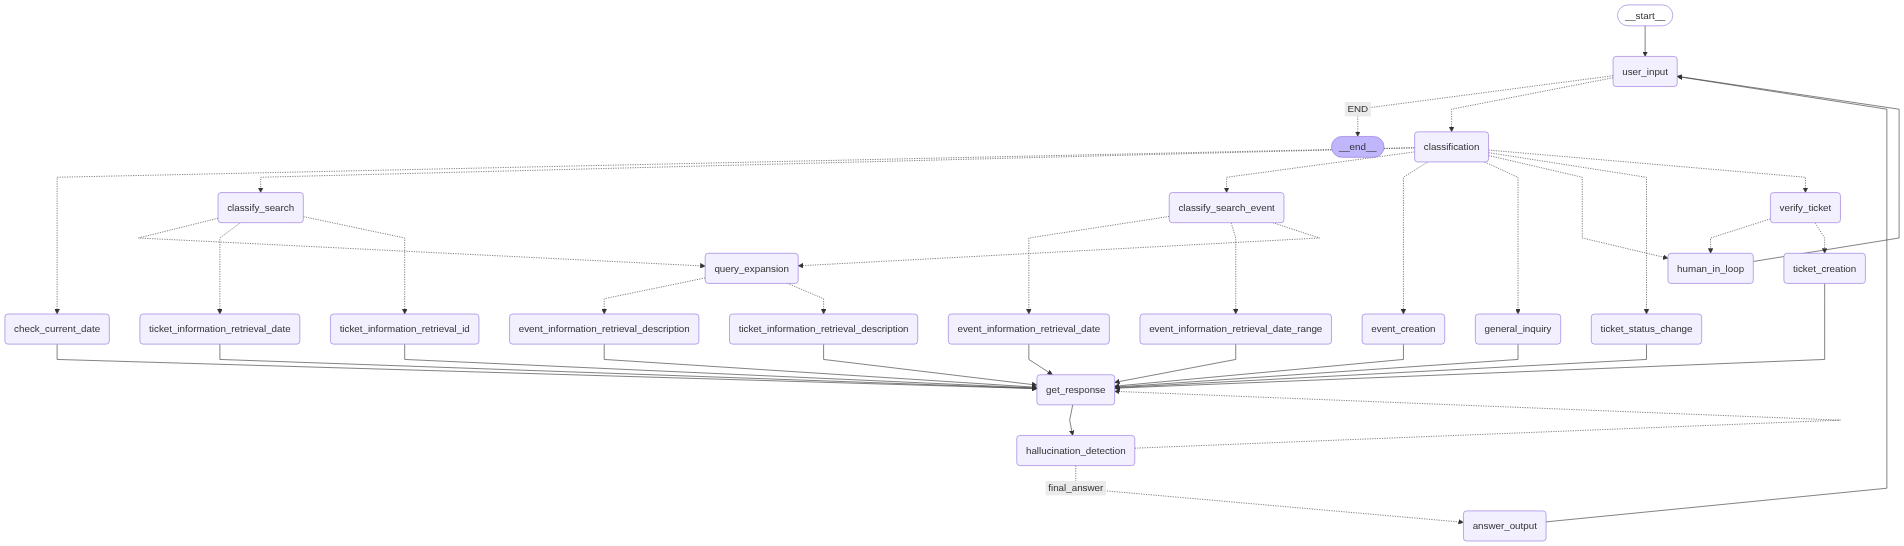 __start__
user_input
END
__end__
classification
classify_search
classify_search_event
verify_ticket
query_expansion
human_in_loop
ticket_creation
check_current_date
ticket_information_retrieval_date
ticket_information_retrieval_id
event_information_retrieval_description
ticket_information_retrieval_description
event_information_retrieval_date
event_information_retrieval_date_range
event_creation
general_inquiry
ticket_status_change
get_response
hallucination_detection
final_answer
answer_output